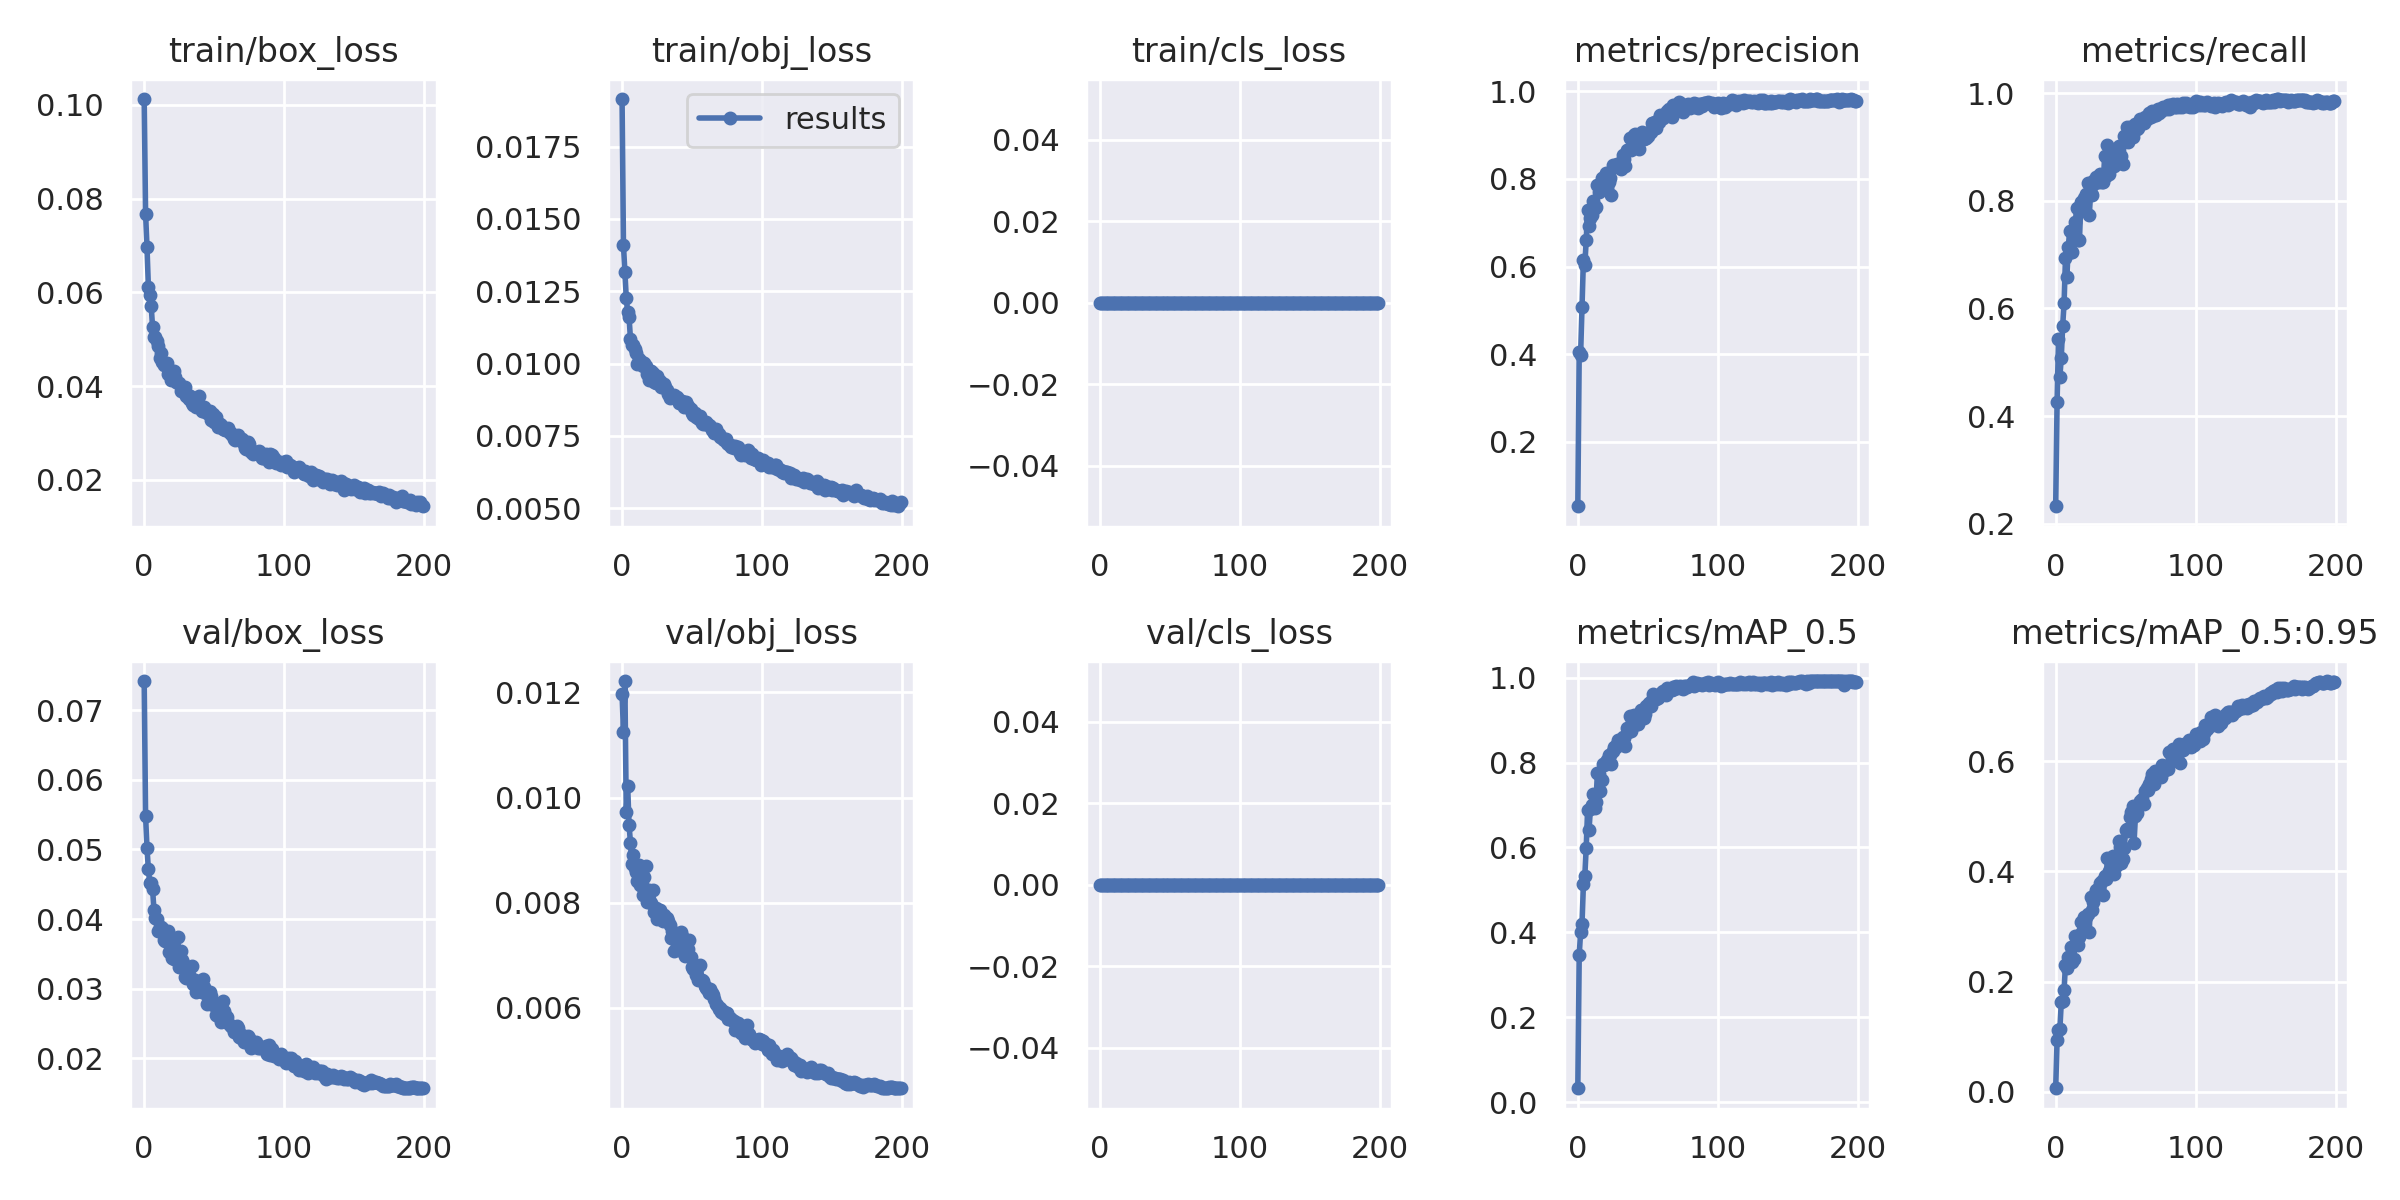 train/box_loss
0.10
0.08
0.06
0.04
0.02
0 100 200
train/obj_loss
results
0.0175
0.0150
0.0125
0.0100
0.0075
0.0050
0 100 200
train/cls_loss
0.04
0.02
0.00
−0.02
−0.04
0 100 200
metrics/precision
1.0
0.8
0.6
0.4
0.2
0 100 200
metrics/recall
1.0
0.8
0.6
0.4
0.2
0 100 200
val/box_loss
0.07
0.06
0.05
0.04
0.03
0.02
0 100 200
val/obj_loss
0.012
0.010
0.008
0.006
0 100 200
val/cls_loss
0.04
0.02
0.00
−0.02
−0.04
0 100 200
metrics/mAP_0.5
1.0
0.8
0.6
0.4
0.2
0.0
0 100 200
metrics/mAP_0.5:0.95
0.6
0.4
0.2
0.0
0 100 200